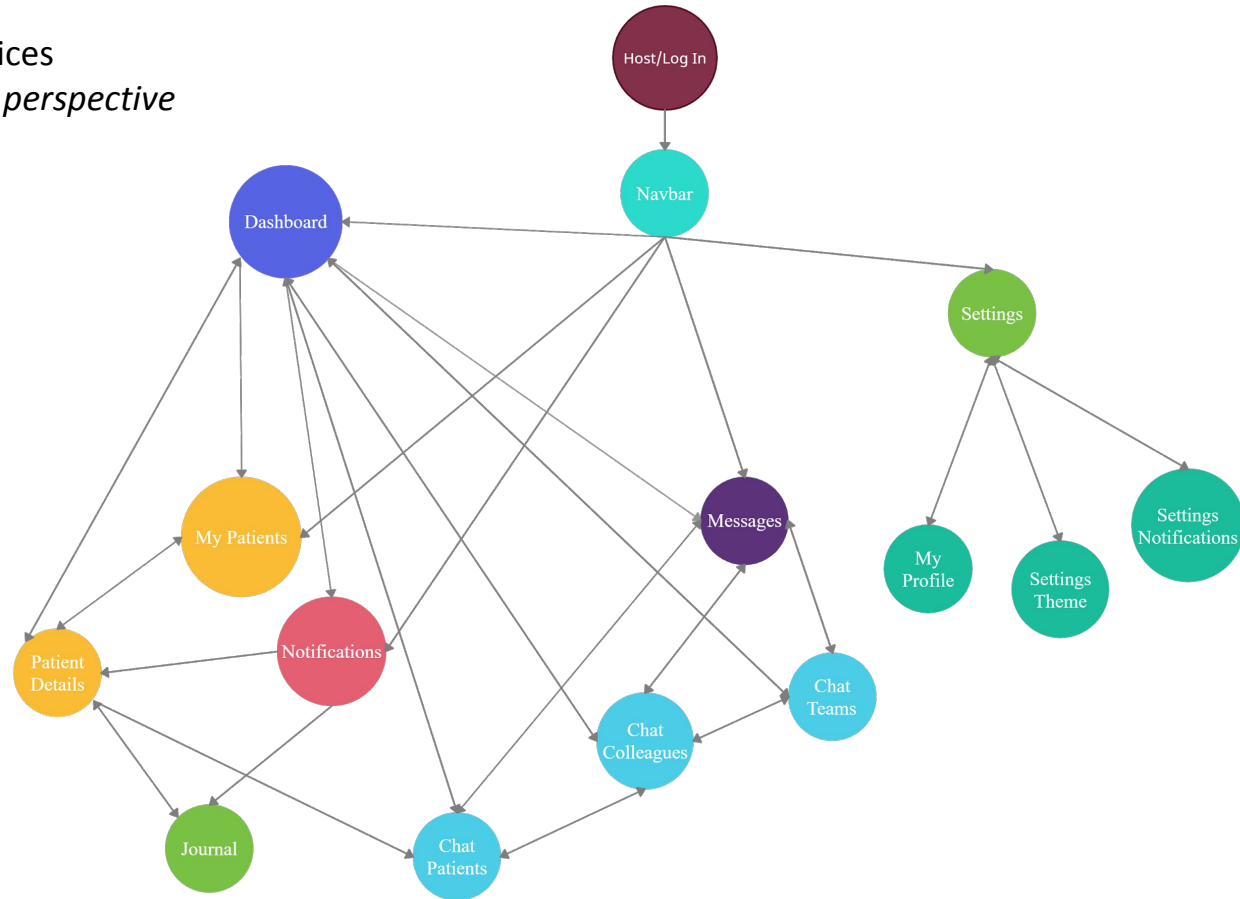 ices
perspective
Host/Log In
Navbar
Dashboard
Settings
My Patients
Messages
Settings
Notifications
My
Profile
Settings
Theme
Patient
Details
Notifications
Chat
Teams
Chat
Colleagues
Journal
Chat
Patients